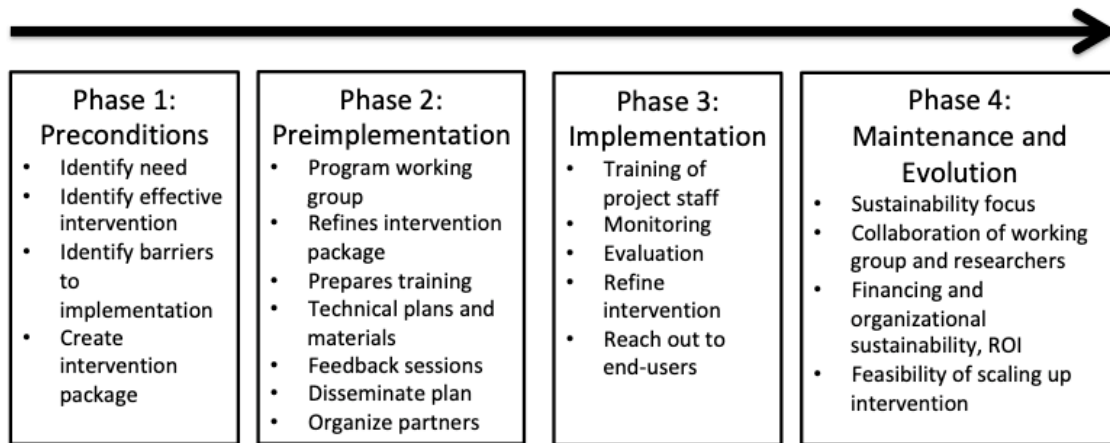 Phase 1:
Preconditions
• Identify need
• Identify effective
intervention
• Identify barriers
to
implementation
• Create
intervention
package
Phase 2:
Preimplementation
• Program working
group
• Refines intervention
package
• Prepares training
• Technical plans and
materials
• Feedback sessions
• Disseminate plan
• Organize partners
Phase 3:
Implementation
• Training of
project staff
• Monitoring
• Evaluation
• Refine
intervention
• Reach out to
end-users
Phase 4:
Maintenance and
Evolution
• Sustainability focus
• Collaboration of working
group and researchers
• Financing and
organizational
sustainability, ROI
• Feasibility of scaling up
intervention